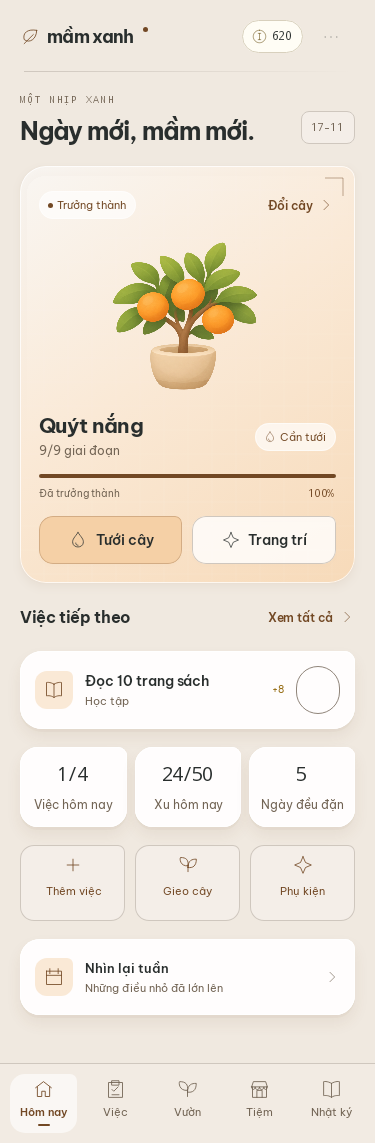 mầm xanh
620
...
MỘT NHỊP XANH
Ngày mới, mầm mới.
17-11
Trưởng thành
Đổi cây
Quýt nắng
9/9 giai đoạn
Cần tưới
Đã trưởng thành
100%
Tưới cây
Trang trí
Việc tiếp theo
Xem tất cả
Đọc 10 trang sách
Học tập
+8
1/4
24/50
5
Việc hôm nay
Xu hôm nay
Ngày đều đặn
Thêm việc
Gieo cây
Phụ kiện
Nhìn lại tuần
Những điều nhỏ đã lớn lên
Hôm nay
Việc
Vườn
Tiệm
Nhật ký